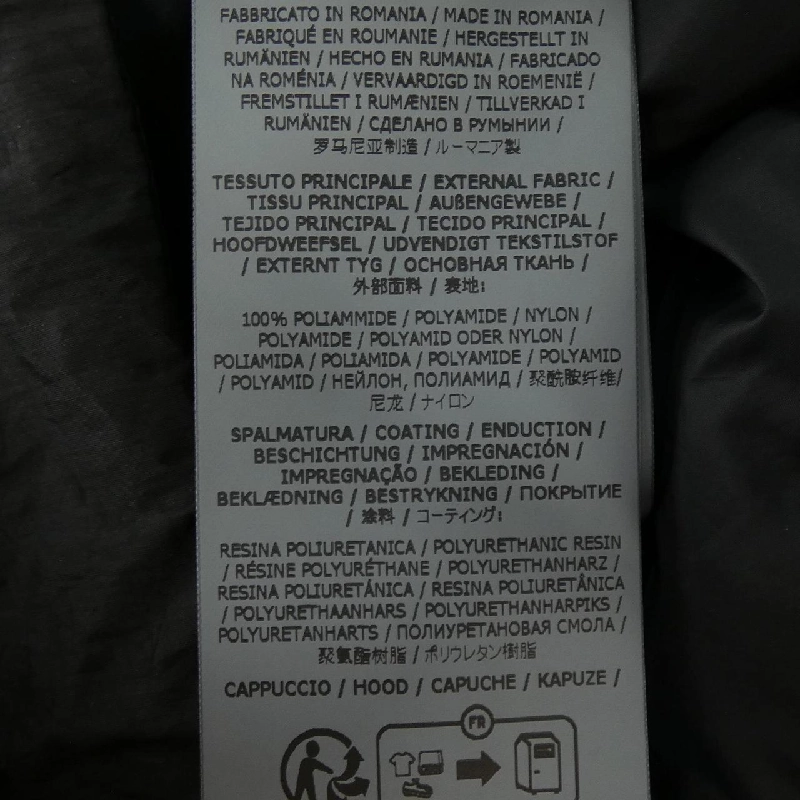 FABBRICATO IN ROMANIA / MADE IN ROMANIA /
FABRIQUÉ EN ROUMANIE / HERGESTELLT IN
RUMÄNIEN / HECHO EN RUMANIA / FABRICADO
NA ROMÉNIA / VERVAARDIGD IN ROEMENIË /
FREMSTILLET I RUMÆNIEN / TILLVERKAD I
RUMÄNIEN / СДЕЛАНО В РУМЫНИИ /
罗马尼亚制造 / ルーマニア製
TESSUTO PRINCIPALE / EXTERNAL FABRIC /
TISSU PRINCIPAL / AUßENGEWEBE /
TEJIDO PRINCIPAL / TECIDO PRINCIPAL /
HOOFDWEEFSEL / UDVENDIGT TEKSTILSTOF
/ EXTERNT TYG / ОСНОВНАЯ ТКАНЬ /
外部面料 / 表地:
100% POLIAMMIDE / POLYAMIDE / NYLON /
POLYAMIDE / POLYAMID ODER NYLON /
POLIAMIDA / POLIAMIDA / POLYAMIDE / POLYAMID
/ POLYAMID / НЕЙЛОН, ПОЛИАМИД / 聚酰胺纤维/
尼龙 / ナイロン
SPALMATURA / COATING / ENDUCTION /
BESCHICHTUNG / IMPREGNACIÓN /
IMPREGNAÇÃO / BEKLEDING /
BEKLÆDNING / BESTRYKNING / ПОКРЫТИЕ
/ 涂料 / コーティング:
RESINA POLIURETANICA / POLYURETHANIC RESIN
/ RÉSINE POLYURÉTHANE / POLYURETHANHARZ /
RESINA POLIURETÁNICA / RESINA POLIURETÂNICA
/ POLYURETHAANHARS / POLYURETHANHARPIKS /
POLYURETANHARTS / ПОЛИУРЕТАНОВАЯ СМОЛА /
聚氨酯树脂 / ポリウレタン樹脂
CAPPUCCIO / HOOD / CAPUCHE / KAPUZE /
FR